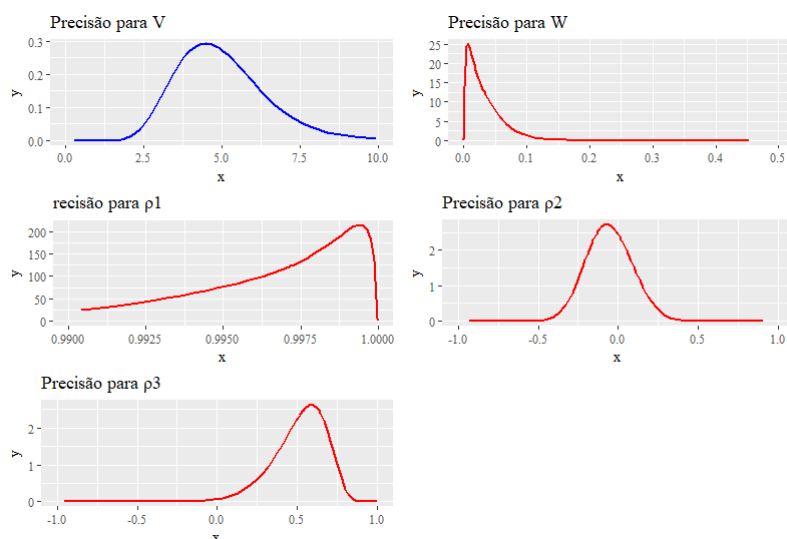 Precisão para V
0.3
0.2
y
0.1
0.0
0.0 2.5 5.0 7.5 10.0
x
Precisão para W
25
20
15
y
10
5
0
0.0 0.1 0.2 0.3 0.4 0.5
x
recisão para ρ1
200
150
y
100
50
0
0.9900 0.9925 0.9950 0.9975 1.0000
x
Precisão para ρ2
2
y
1
0
-1.0 -0.5 0.0 0.5 1.0
x
Precisão para ρ3
2
y
1
0
-1.0 -0.5 0.0 0.5 1.0
x